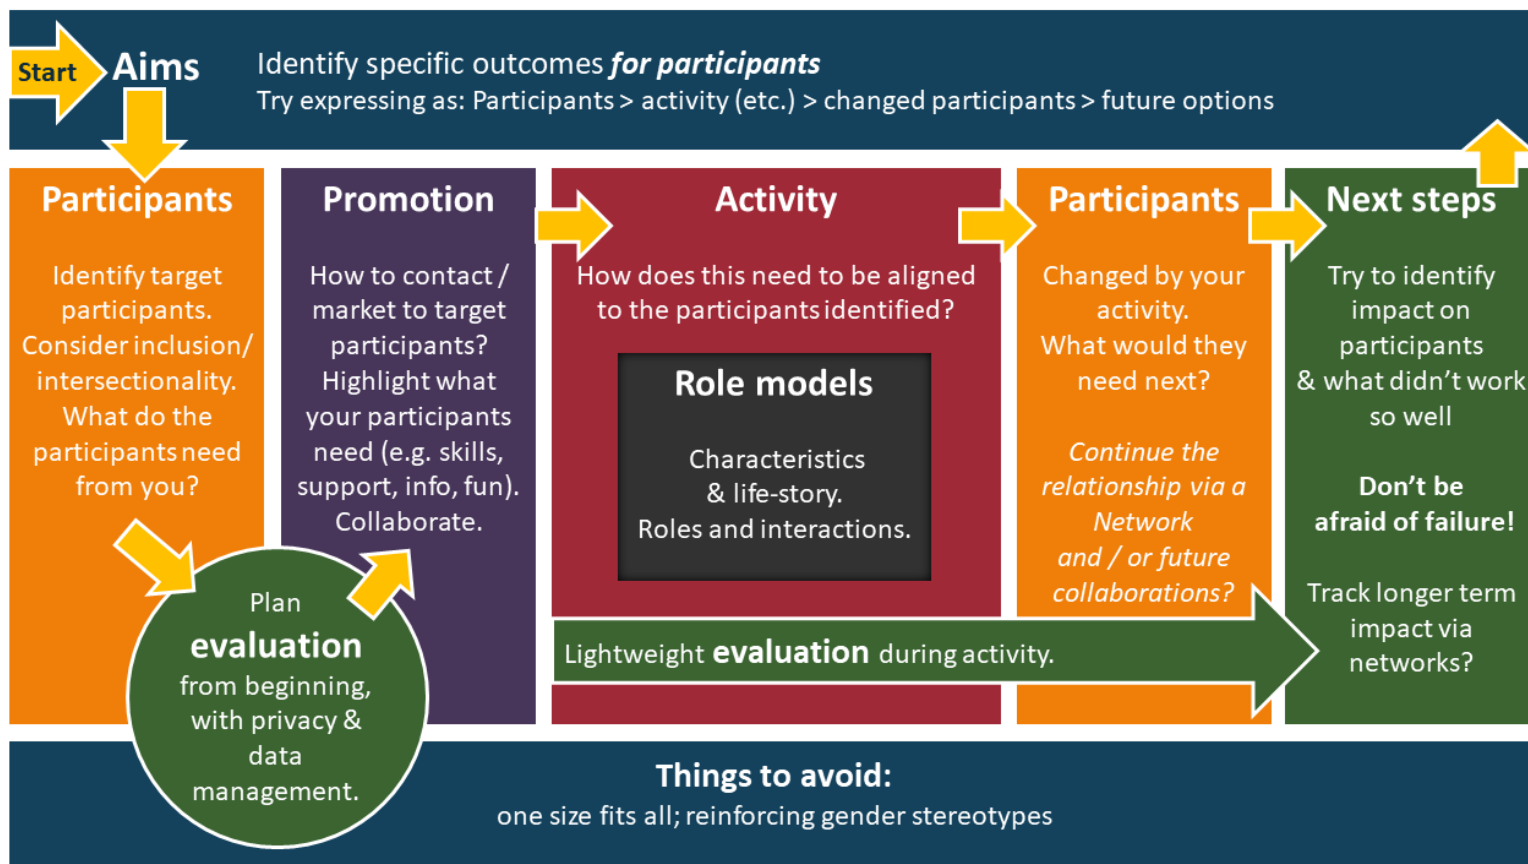 Start
Aims
Identify specific outcomes for participants
Try expressing as: Participants > activity (etc.) > changed participants > future options
Participants
Identify target
participants.
Consider inclusion/
intersectionality.
What do the
participants need
from you?
Plan
evaluation
from beginning,
with privacy &
data
management.
Promotion
How to contact /
market to target
participants?
Highlight what
your participants
need (e.g. skills,
support, info, fun).
Collaborate.
Activity
How does this need to be aligned
to the participants identified?
Role models
Characteristics
& life-story.
Roles and interactions.
Lightweight evaluation during activity.
Participants
Changed by your
activity.
What would they
need next?
Continue the
relationship via a
Network
and / or future
collaborations?
Next steps
Try to identify
impact on
participants
& what didn’t work
so well
Don’t be
afraid of failure!
Track longer term
impact via
networks?
Things to avoid:
one size fits all; reinforcing gender stereotypes